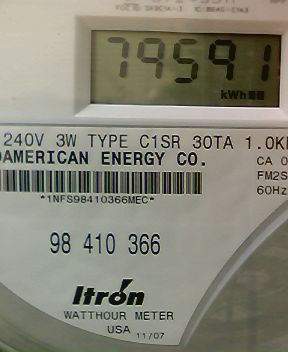 79591
kWh
240V 3W TYPE C1SR 30TA 1.0K
AMERICAN ENERGY CO.
CA 0
FM2S
60Hz
*1NFS98410366MEC*
98 410 366
Itrón
WATTHOUR METER
USA 11/07